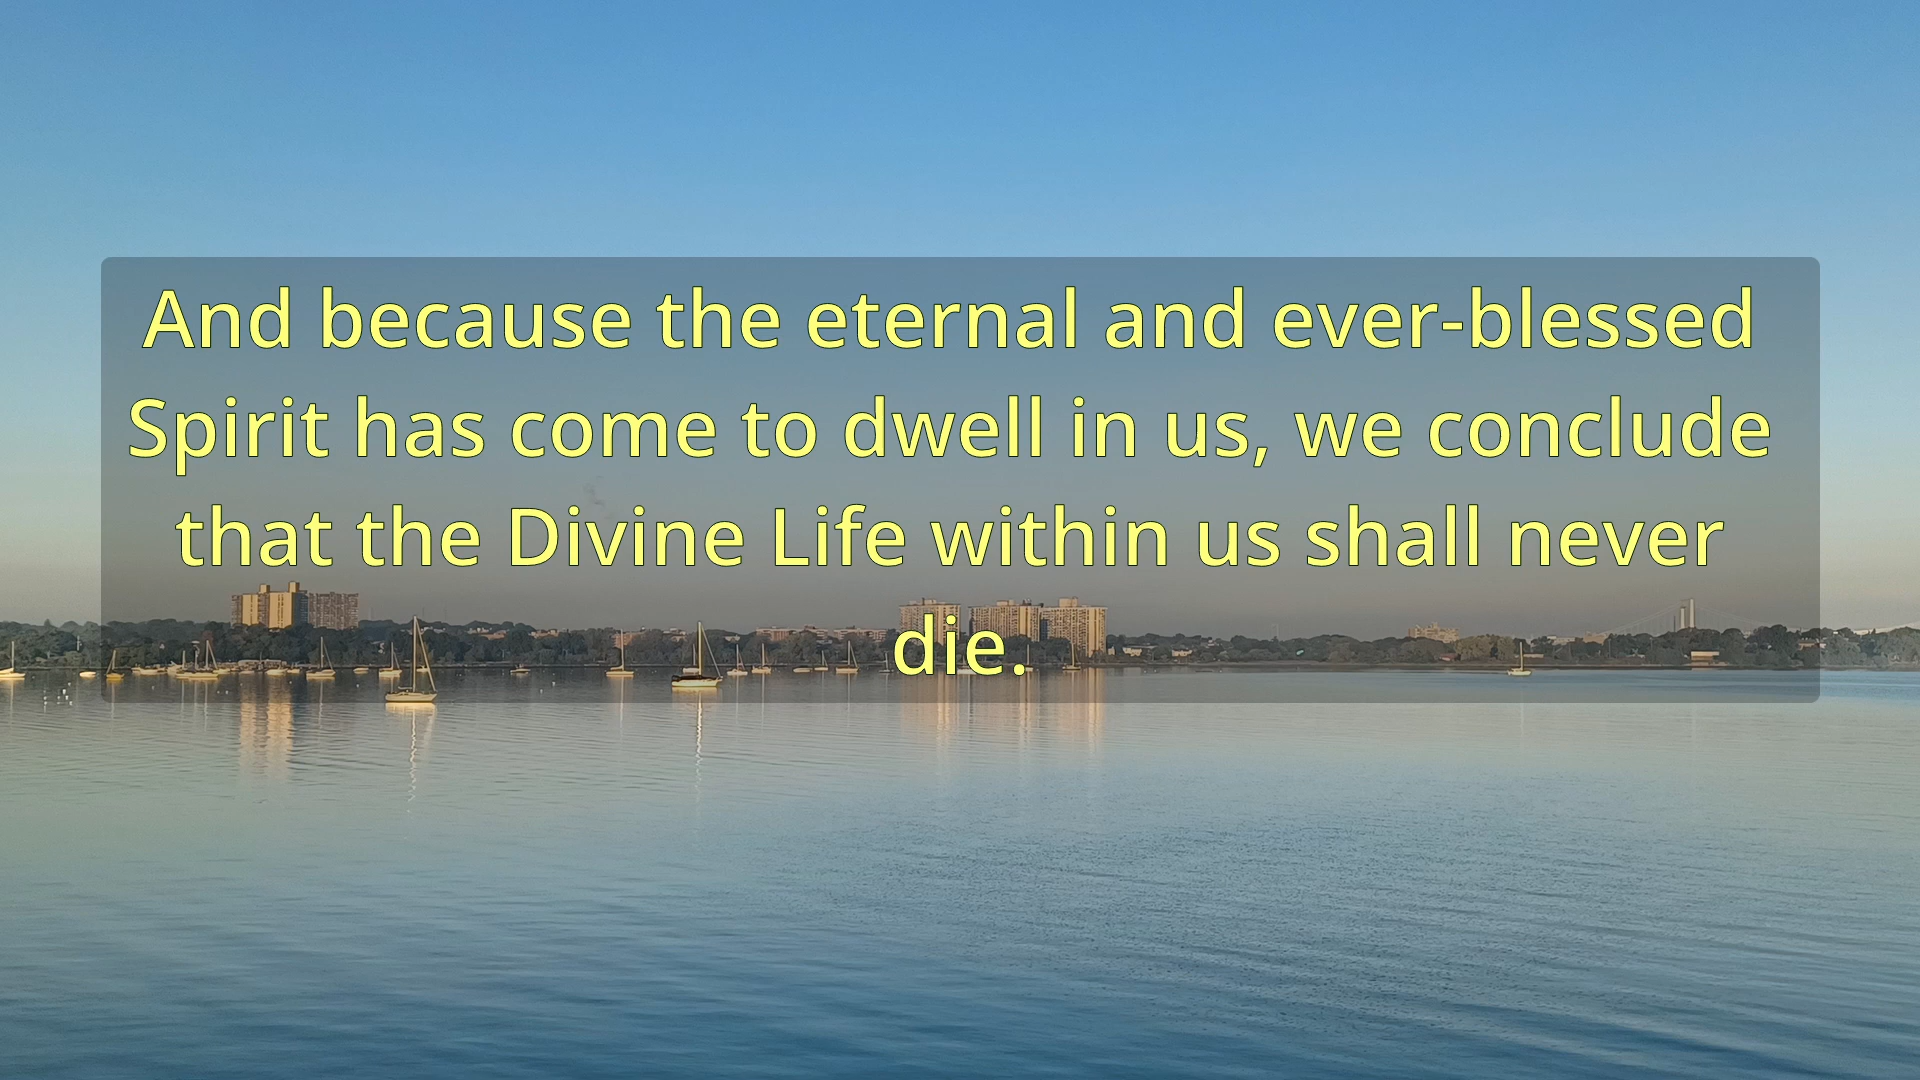 And because the eternal and ever-blessed
Spirit has come to dwell in us, we conclude
that the Divine Life within us shall never
die.